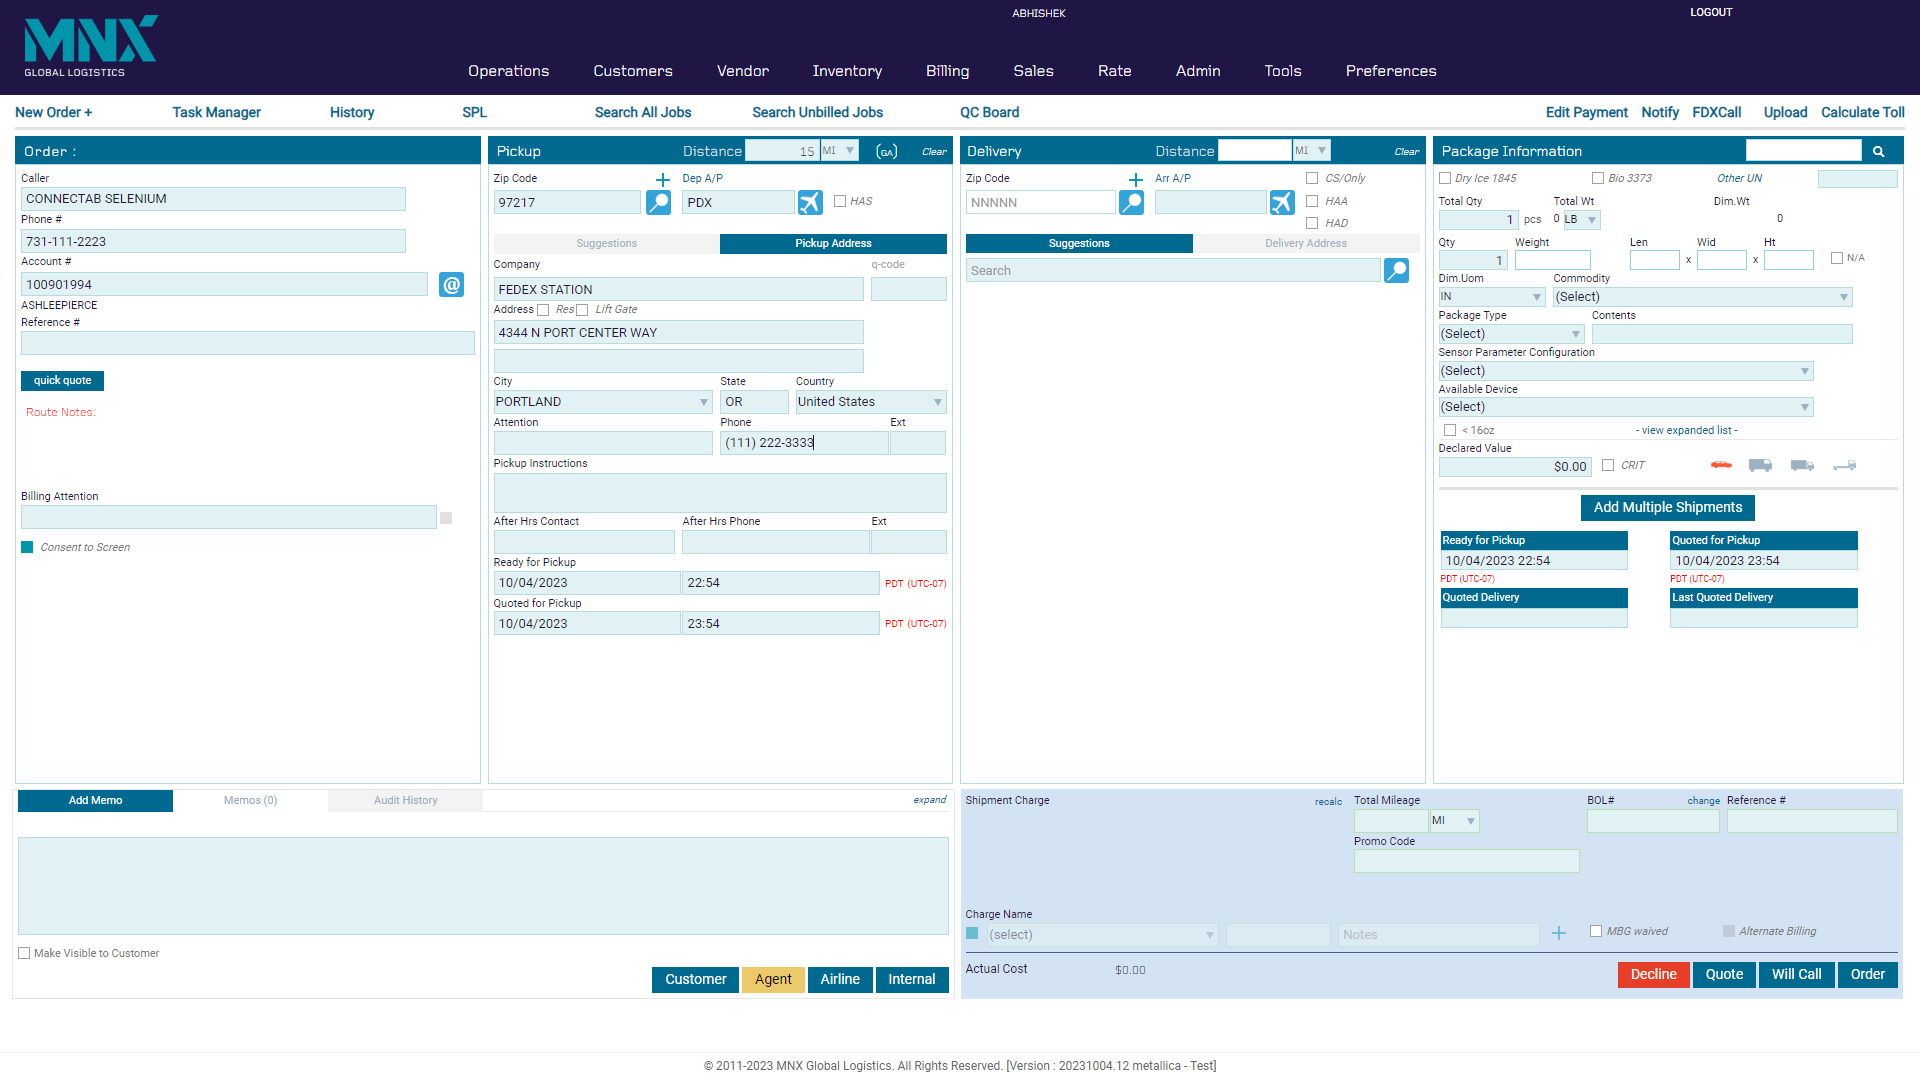 ABHISHEK
LOGOUT
MNX
GLOBAL LOGISTICS
Operations Customers Vendor Inventory Billing Sales Rate Admin Tools Preferences
New Order + Task Manager History SPL Search All Jobs Search Unbilled Jobs QC Board Edit Payment Notify FDXCall Upload Calculate Toll
Order :
Caller
CONNECTAB SELENIUM
Phone #
731-111-2223
Account #
100901994 @
ASHLEEPIERCE
Reference #
quick quote
Route Notes:
Billing Attention
Consent to Screen
Pickup Distance 15 MI (GA) Clear
Zip Code + Dep A/P
97217 PDX HAS
Suggestions Pickup Address
Company q-code
FEDEX STATION
Address Res Lift Gate
4344 N PORT CENTER WAY
City State Country
PORTLAND OR United States
Attention Phone Ext
(111) 222-3333
Pickup Instructions
After Hrs Contact After Hrs Phone Ext
Ready for Pickup
10/04/2023 22:54 PDT (UTC-07)
Quoted for Pickup
10/04/2023 23:54 PDT (UTC-07)
Delivery Distance MI Clear
Zip Code + Arr A/P CS/Only
NNNNN HAA
HAD
Suggestions Delivery Address
Search
Package Information
Dry Ice 1845 Bio 3373 Other UN
Total Qty Total Wt Dim.Wt
1 pcs 0 LB 0
Qty Weight Len Wid Ht
1 x x N/A
Dim.Uom Commodity
IN (Select)
Package Type Contents
(Select)
Sensor Parameter Configuration
(Select)
Available Device
(Select)
< 16oz - view expanded list -
Declared Value
$0.00 CRIT
Add Multiple Shipments
Ready for Pickup Quoted for Pickup
10/04/2023 22:54 10/04/2023 23:54
PDT (UTC-07) PDT (UTC-07)
Quoted Delivery Last Quoted Delivery
Add Memo Memos (0) Audit History expand
Make Visible to Customer
Customer Agent Airline Internal
Shipment Charge recalc Total Mileage BOL# change Reference #
MI
Promo Code
Charge Name
(select) Notes + MBG waived Alternate Billing
Actual Cost $0.00
Decline Quote Will Call Order
© 2011-2023 MNX Global Logistics. All Rights Reserved. [Version : 20231004.12 metallica - Test]